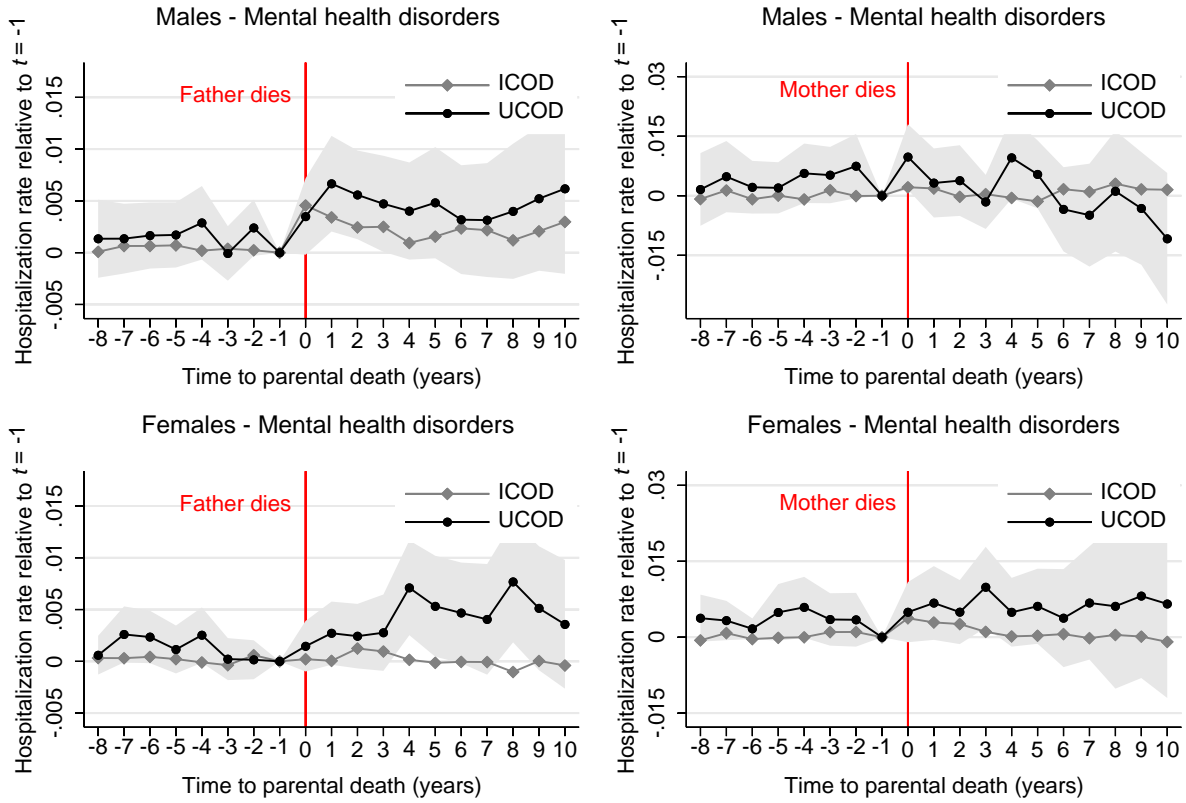 Males - Mental health disorders
Hospitalization rate relative to t = -1
.015
.01
.005
0
-.005
Father dies
ICOD
UCOD
-8 -7 -6 -5 -4 -3 -2 -1 0 1 2 3 4 5 6 7 8 9 10
Time to parental death (years)
Males - Mental health disorders
Hospitalization rate relative to t = -1
.03
.015
0
-.015
Mother dies
ICOD
UCOD
-8 -7 -6 -5 -4 -3 -2 -1 0 1 2 3 4 5 6 7 8 9 10
Time to parental death (years)
Females - Mental health disorders
Hospitalization rate relative to t = -1
.015
.01
.005
0
-.005
Father dies
ICOD
UCOD
-8 -7 -6 -5 -4 -3 -2 -1 0 1 2 3 4 5 6 7 8 9 10
Time to parental death (years)
Females - Mental health disorders
Hospitalization rate relative to t = -1
.03
.015
0
-.015
Mother dies
ICOD
UCOD
-8 -7 -6 -5 -4 -3 -2 -1 0 1 2 3 4 5 6 7 8 9 10
Time to parental death (years)